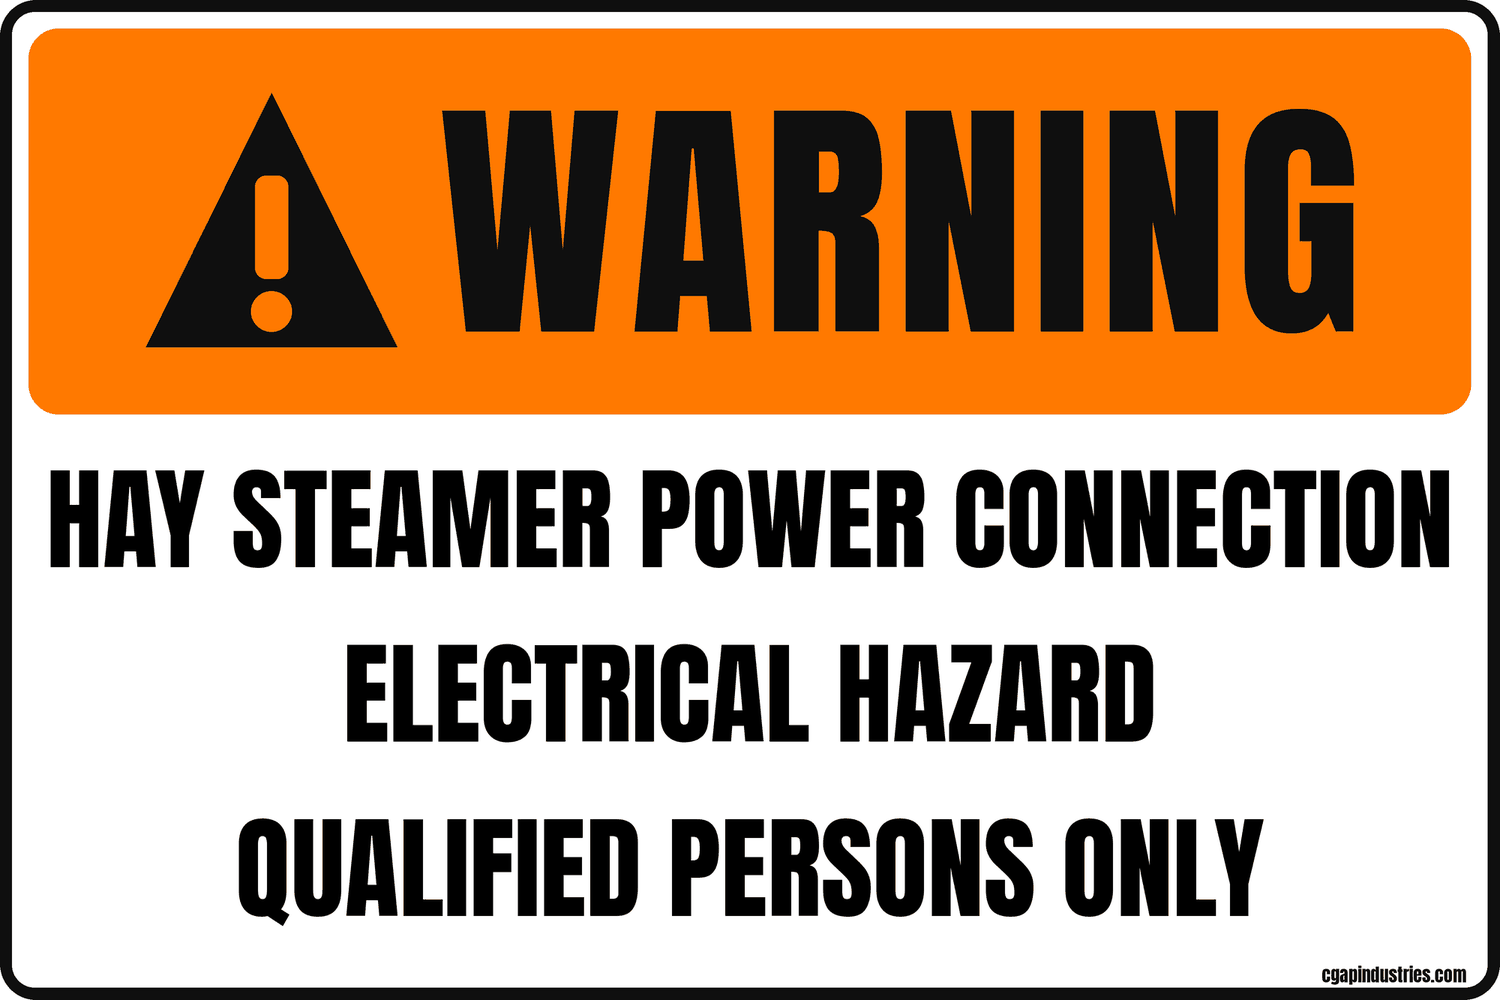 WARNING
HAY STEAMER POWER CONNECTION
ELECTRICAL HAZARD
QUALIFIED PERSONS ONLY
cgapindustries.com